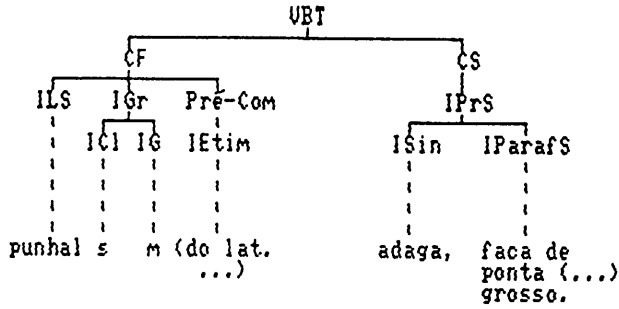 VBT
CF CS
ILS IGr Pré-Com IPrS
ICl IG IEtim ISin IParafS
punhal s m (do lat. adaga, faca de
...) ponta (...)
grosso.